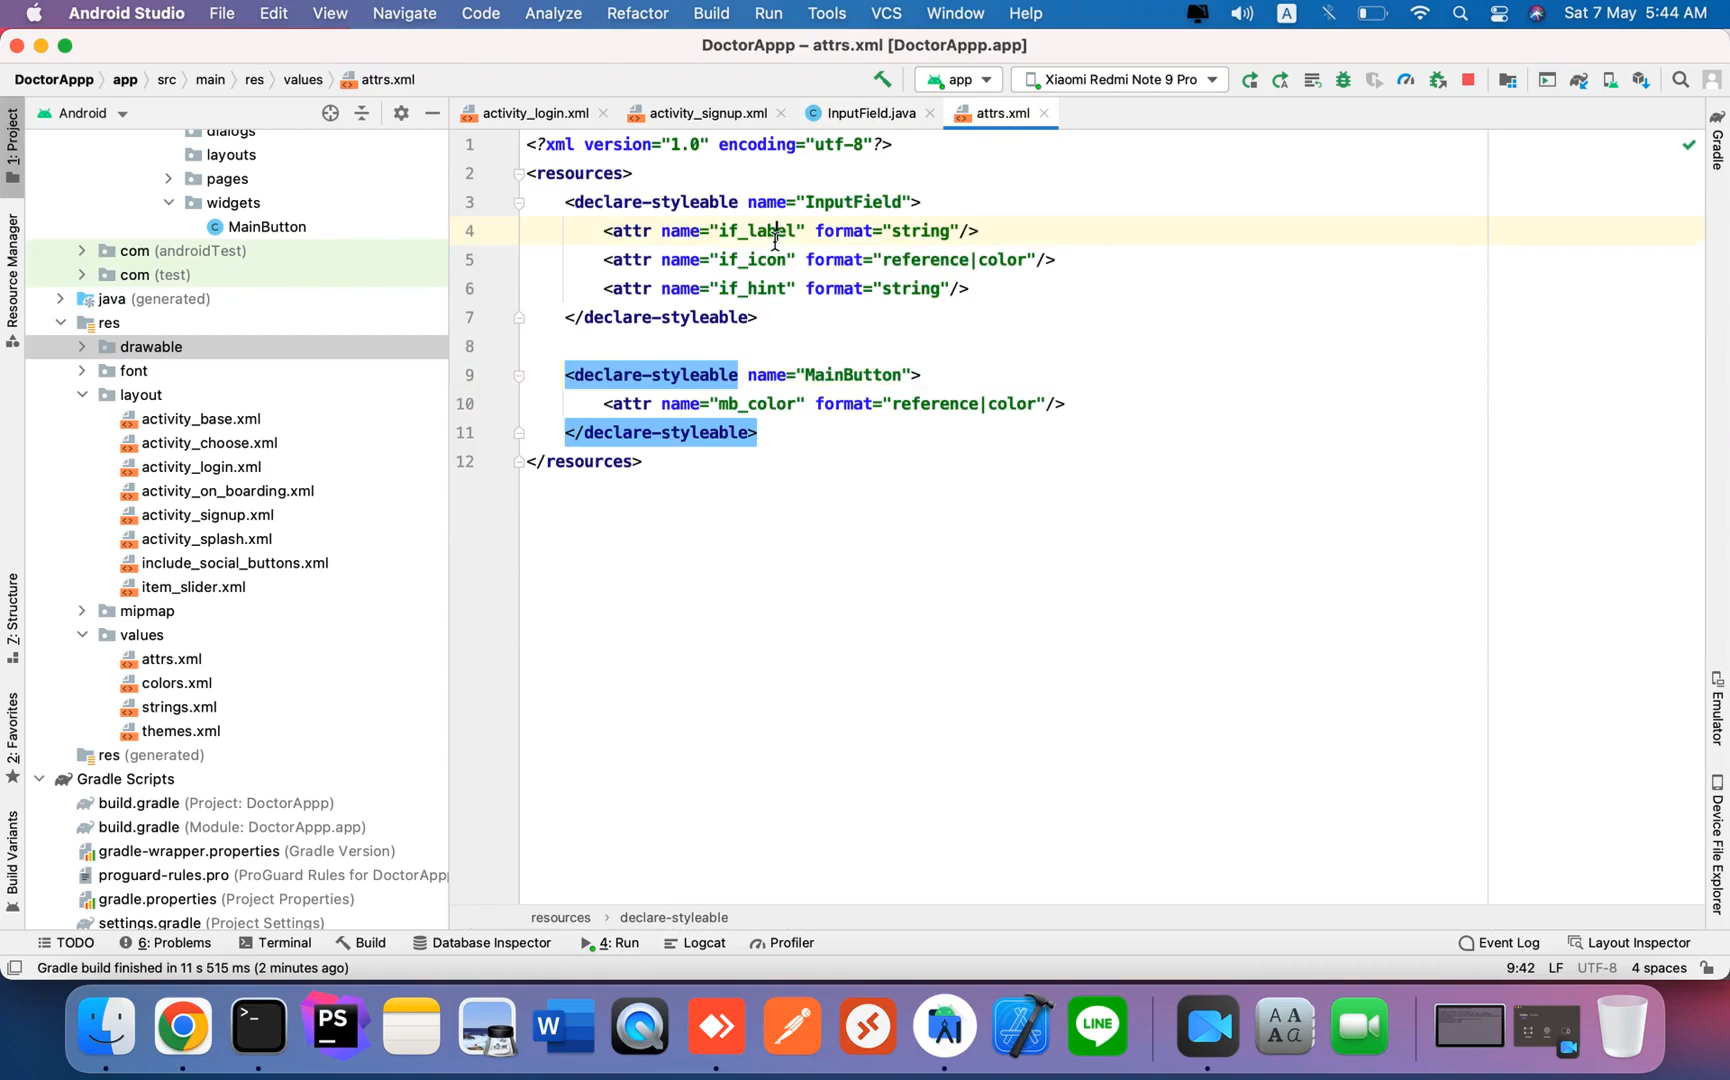 Android Studio File Edit View Navigate Code Analyze Refactor Build Run Tools VCS Window Help A Sat 7 May 5:44 AM
DoctorAppp – attrs.xml [DoctorAppp.app]
DoctorAppp app src main res values attrs.xml app Xiaomi Redmi Note 9 Pro
Android activity_login.xml activity_signup.xml InputField.java attrs.xml
dialogs
layouts
pages
widgets
MainButton
com (androidTest)
com (test)
java (generated)
res
drawable
font
layout
activity_base.xml
activity_choose.xml
activity_login.xml
activity_on_boarding.xml
activity_signup.xml
activity_splash.xml
include_social_buttons.xml
item_slider.xml
mipmap
values
attrs.xml
colors.xml
strings.xml
themes.xml
res (generated)
Gradle Scripts
build.gradle (Project: DoctorAppp)
build.gradle (Module: DoctorAppp.app)
gradle-wrapper.properties (Gradle Version)
proguard-rules.pro (ProGuard Rules for DoctorApp
gradle.properties (Project Properties)
settings.gradle (Project Settings)
1 <?xml version="1.0" encoding="utf-8"?>
2 <resources>
3 <declare-styleable name="InputField">
4 <attr name="if_label" format="string"/>
5 <attr name="if_icon" format="reference|color"/>
6 <attr name="if_hint" format="string"/>
7 </declare-styleable>
8
9 <declare-styleable name="MainButton">
10 <attr name="mb_color" format="reference|color"/>
11 </declare-styleable>
12 </resources>
resources declare-styleable
1: Project
Resource Manager
7: Structure
2: Favorites
Build Variants
Gradle
Emulator
Device File Explorer
TODO 6: Problems Terminal Build Database Inspector 4: Run Logcat Profiler Event Log Layout Inspector
Gradle build finished in 11 s 515 ms (2 minutes ago) 9:42 LF UTF-8 4 spaces
>_ PS W LINE A A
A a